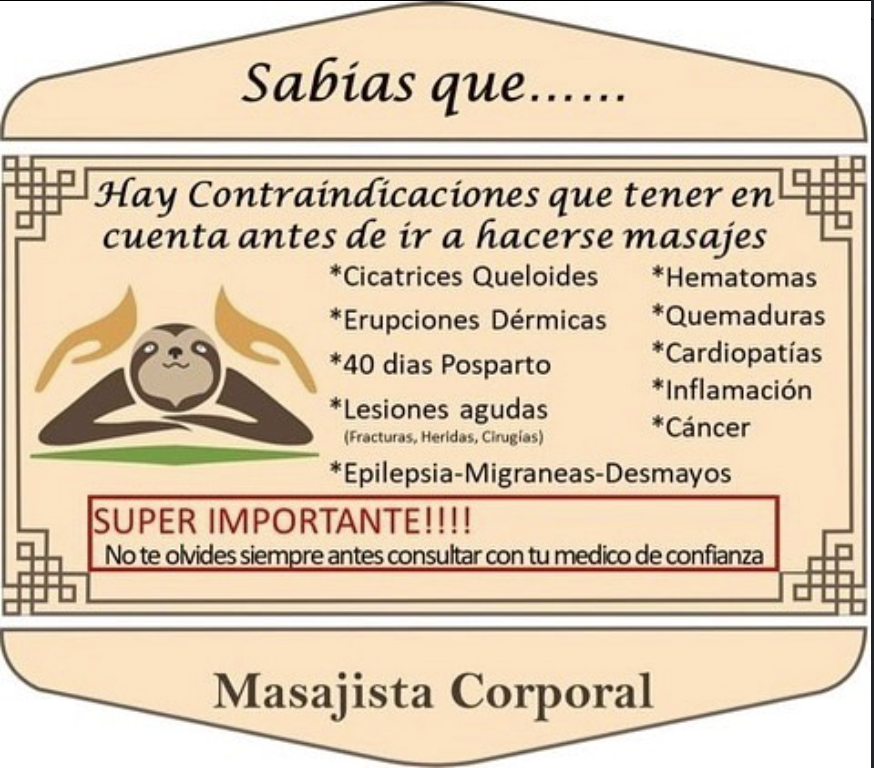 Sabías que......
Hay Contraindicaciones que tener en
cuenta antes de ir a hacerse masajes
*Cicatrices Queloides
*Erupciones Dérmicas
*40 dias Posparto
*Lesiones agudas
(Fracturas, Heridas, Cirugías)
*Epilepsia-Migraneas-Desmayos
*Hematomas
*Quemaduras
*Cardiopatías
*Inflamación
*Cáncer
SUPER IMPORTANTE!!!!
No te olvides siempre antes consultar con tu medico de confianza
Masajista Corporal